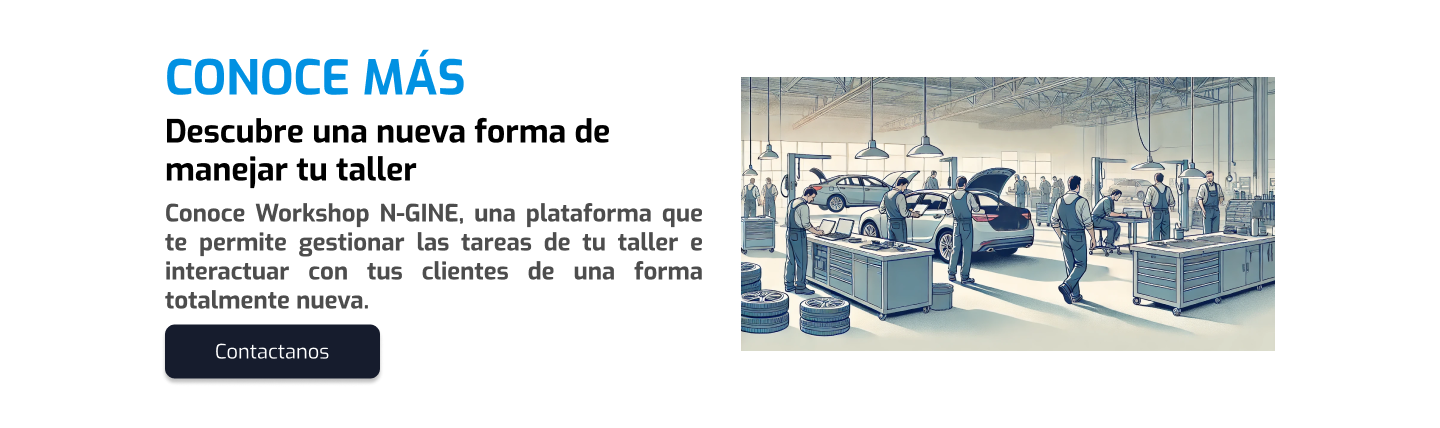 CONOCE MÁS
Descubre una nueva forma de
manejar tu taller
Conoce Workshop N-GINE, una plataforma que
te permite gestionar las tareas de tu taller e
interactuar con tus clientes de una forma
totalmente nueva.
Contactanos